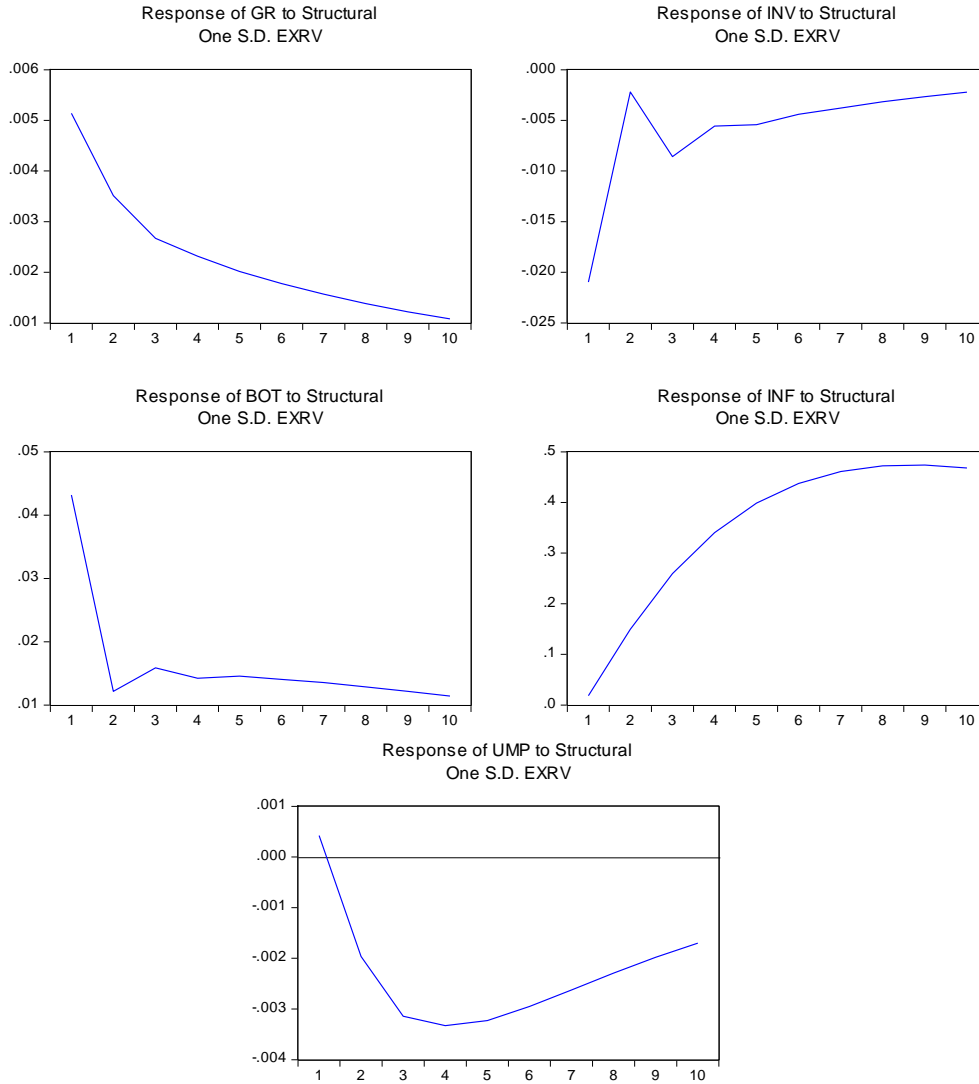 Response of GR to Structural
One S.D. EXRV
.006
.005
.004
.003
.002
.001
1 2 3 4 5 6 7 8 9 10
Response of INV to Structural
One S.D. EXRV
.000
-.005
-.010
-.015
-.020
-.025
1 2 3 4 5 6 7 8 9 10
Response of BOT to Structural
One S.D. EXRV
.05
.04
.03
.02
.01
1 2 3 4 5 6 7 8 9 10
Response of INF to Structural
One S.D. EXRV
.5
.4
.3
.2
.1
.0
1 2 3 4 5 6 7 8 9 10
Response of UMP to Structural
One S.D. EXRV
.001
.000
-.001
-.002
-.003
-.004
1 2 3 4 5 6 7 8 9 10